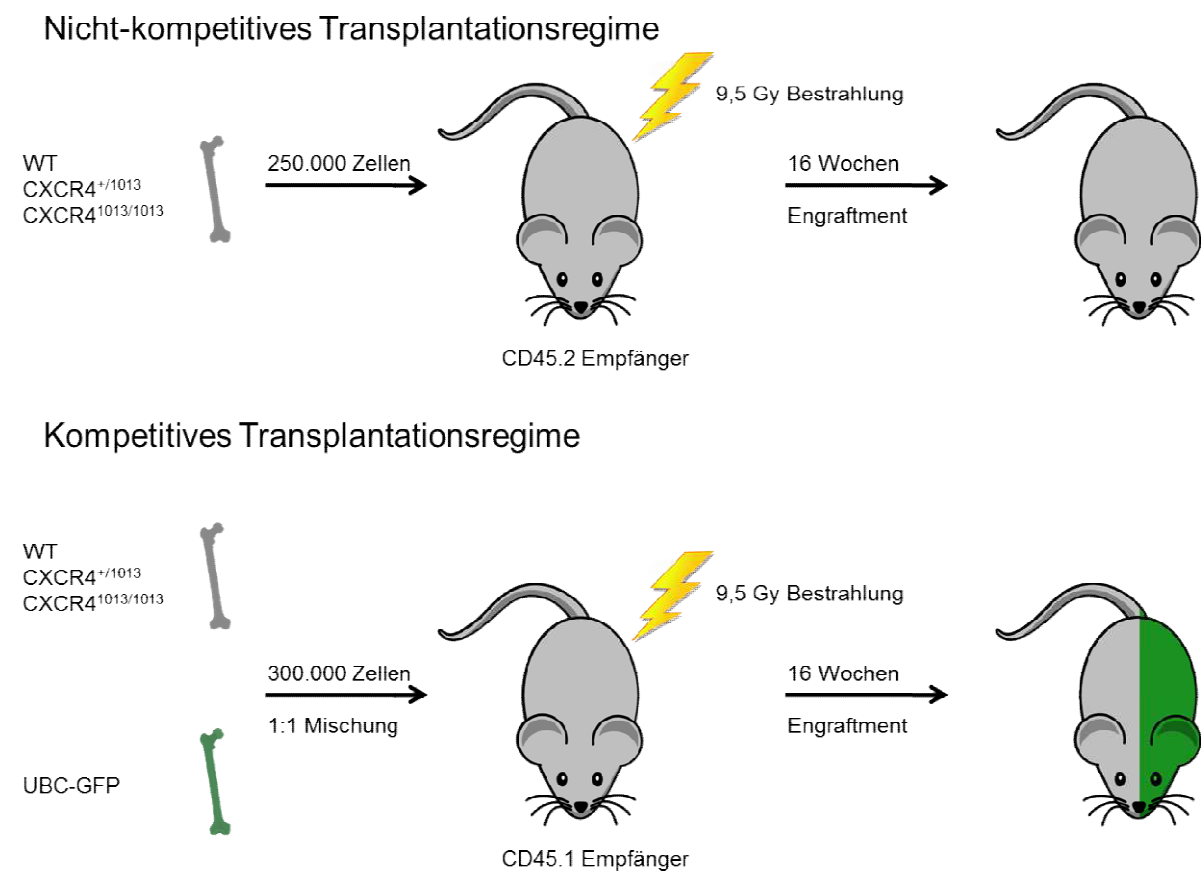 Nicht-kompetitives Transplantationsregime
9,5 Gy Bestrahlung
WT
CXCR4+/1013
CXCR41013/1013
250.000 Zellen
16 Wochen
Engraftment
CD45.2 Empfänger
Kompetitives Transplantationsregime
WT
CXCR4+/1013
CXCR41013/1013
9,5 Gy Bestrahlung
300.000 Zellen
1:1 Mischung
16 Wochen
Engraftment
UBC-GFP
CD45.1 Empfänger